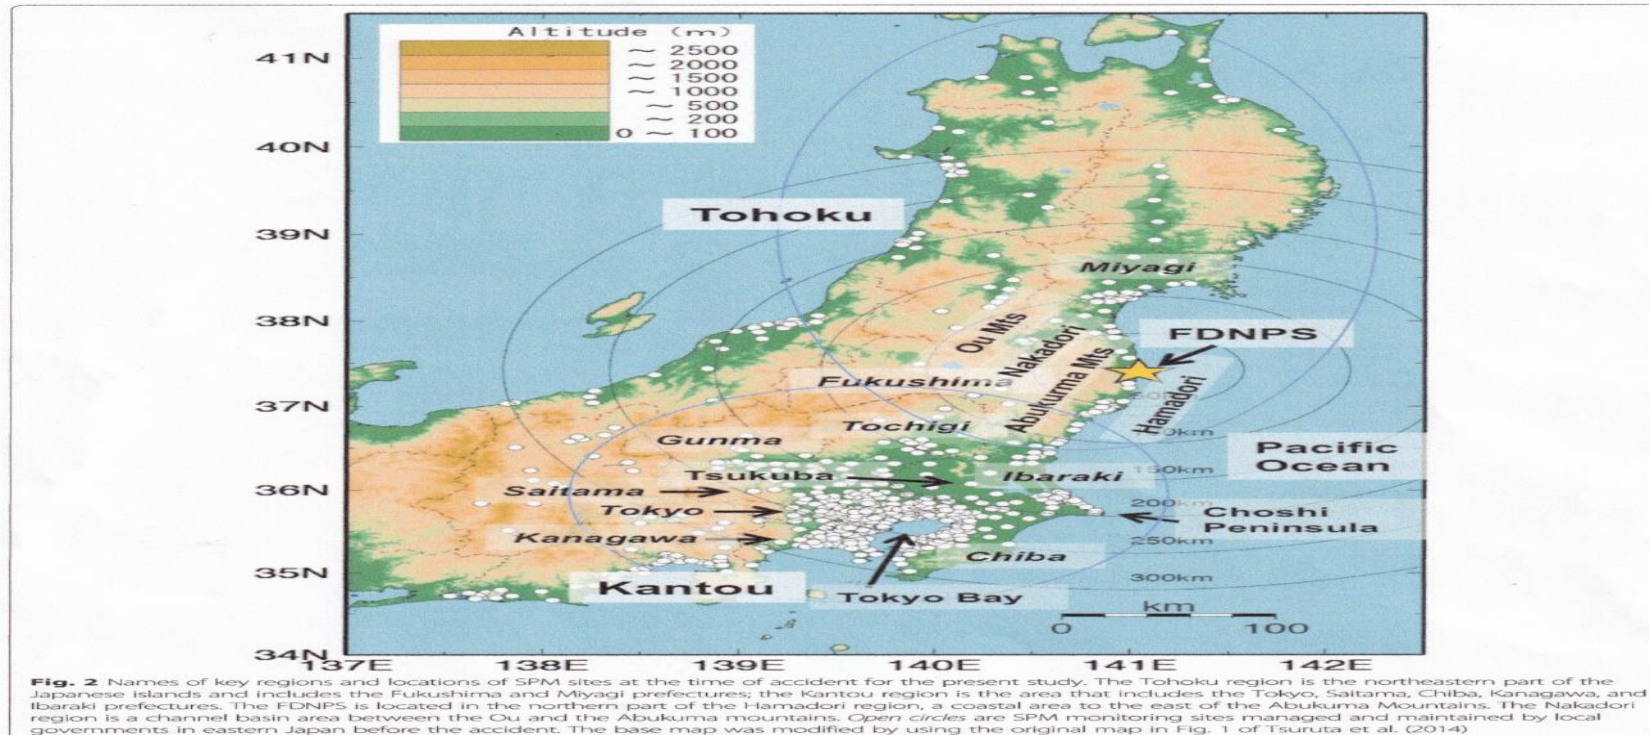 Altitude (m)
~ 2500
~ 2000
~ 1500
~ 1000
~ 500
~ 200
0 ~ 100
41N
40N
39N
38N
37N
36N
35N
34N
137E
138E
139E
140E
141E
142E
Tohoku
Miyagi
Ou Mts
Nakadori
Abukurma Mts
FDNPS
Hamadori
Fukushima
Tochigi
Gunma
Pacific
Ocean
Tsukuba
Ibaraki
Saitama
Tokyo
Kanagawa
Choshi
Peninsula
Chiba
Kantou
Tokyo Bay
150km
200km
250km
300km
km
0 100
Fig. 2 Names of key regions and locations of SPM sites at the time of accident for the present study. The Tohoku region is the northeastern part of the
Japanese islands and includes the Fukushima and Miyagi prefectures; the Kantou region is the area that includes the Tokyo, Saitama, Chiba, Kanagawa, and
Ibaraki prefectures. The FDNPS is located in the northern part of the Hamadori region, a coastal area to the east of the Abukuma Mountains. The Nakadori
region is a channel basin area between the Ou and the Abukuma mountains. Open circles are SPM monitoring sites managed and maintained by local
governments in eastern Japan before the accident. The base map was modified by using the original map in Fig. 1 of Tsuruta et al. (2014)